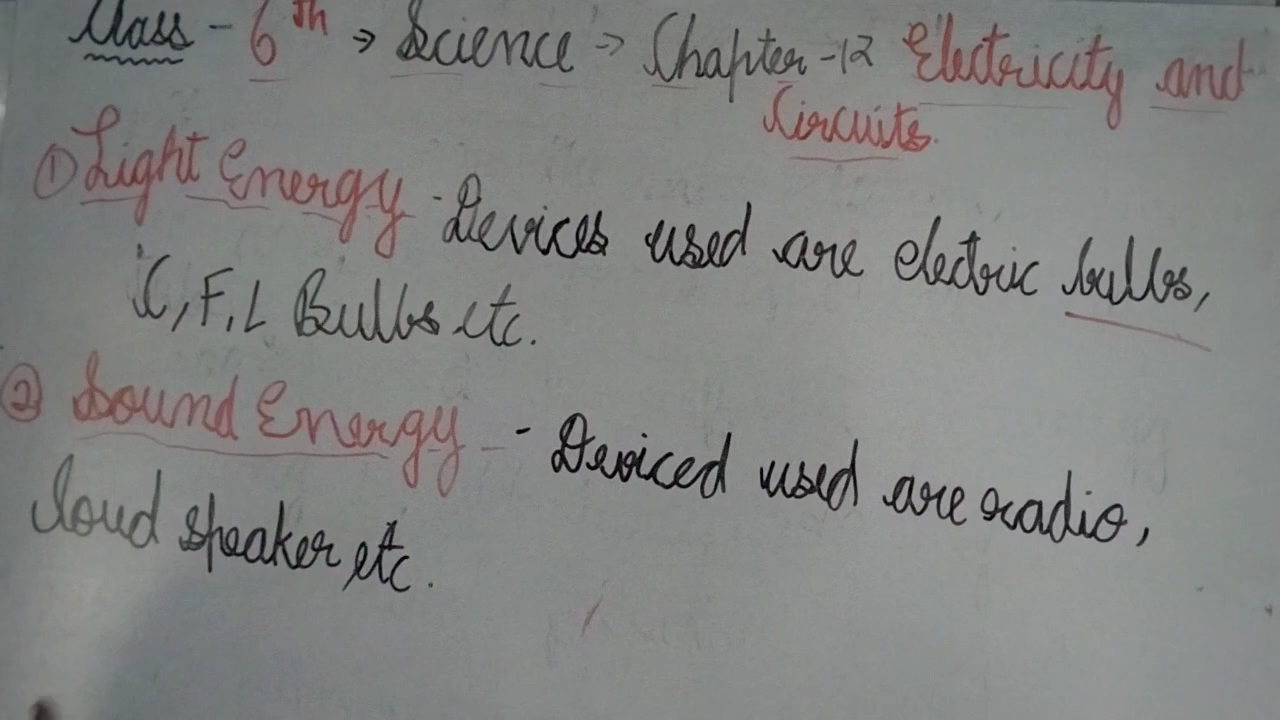 Class - 6th → Science → Chapter-12 Electricity and
Circuits.
① Light Energy - Devices used are electric bulbs,
C, F, L Bulbs etc.
② Sound Energy - Deviced used are radio,
loud speaker, etc.